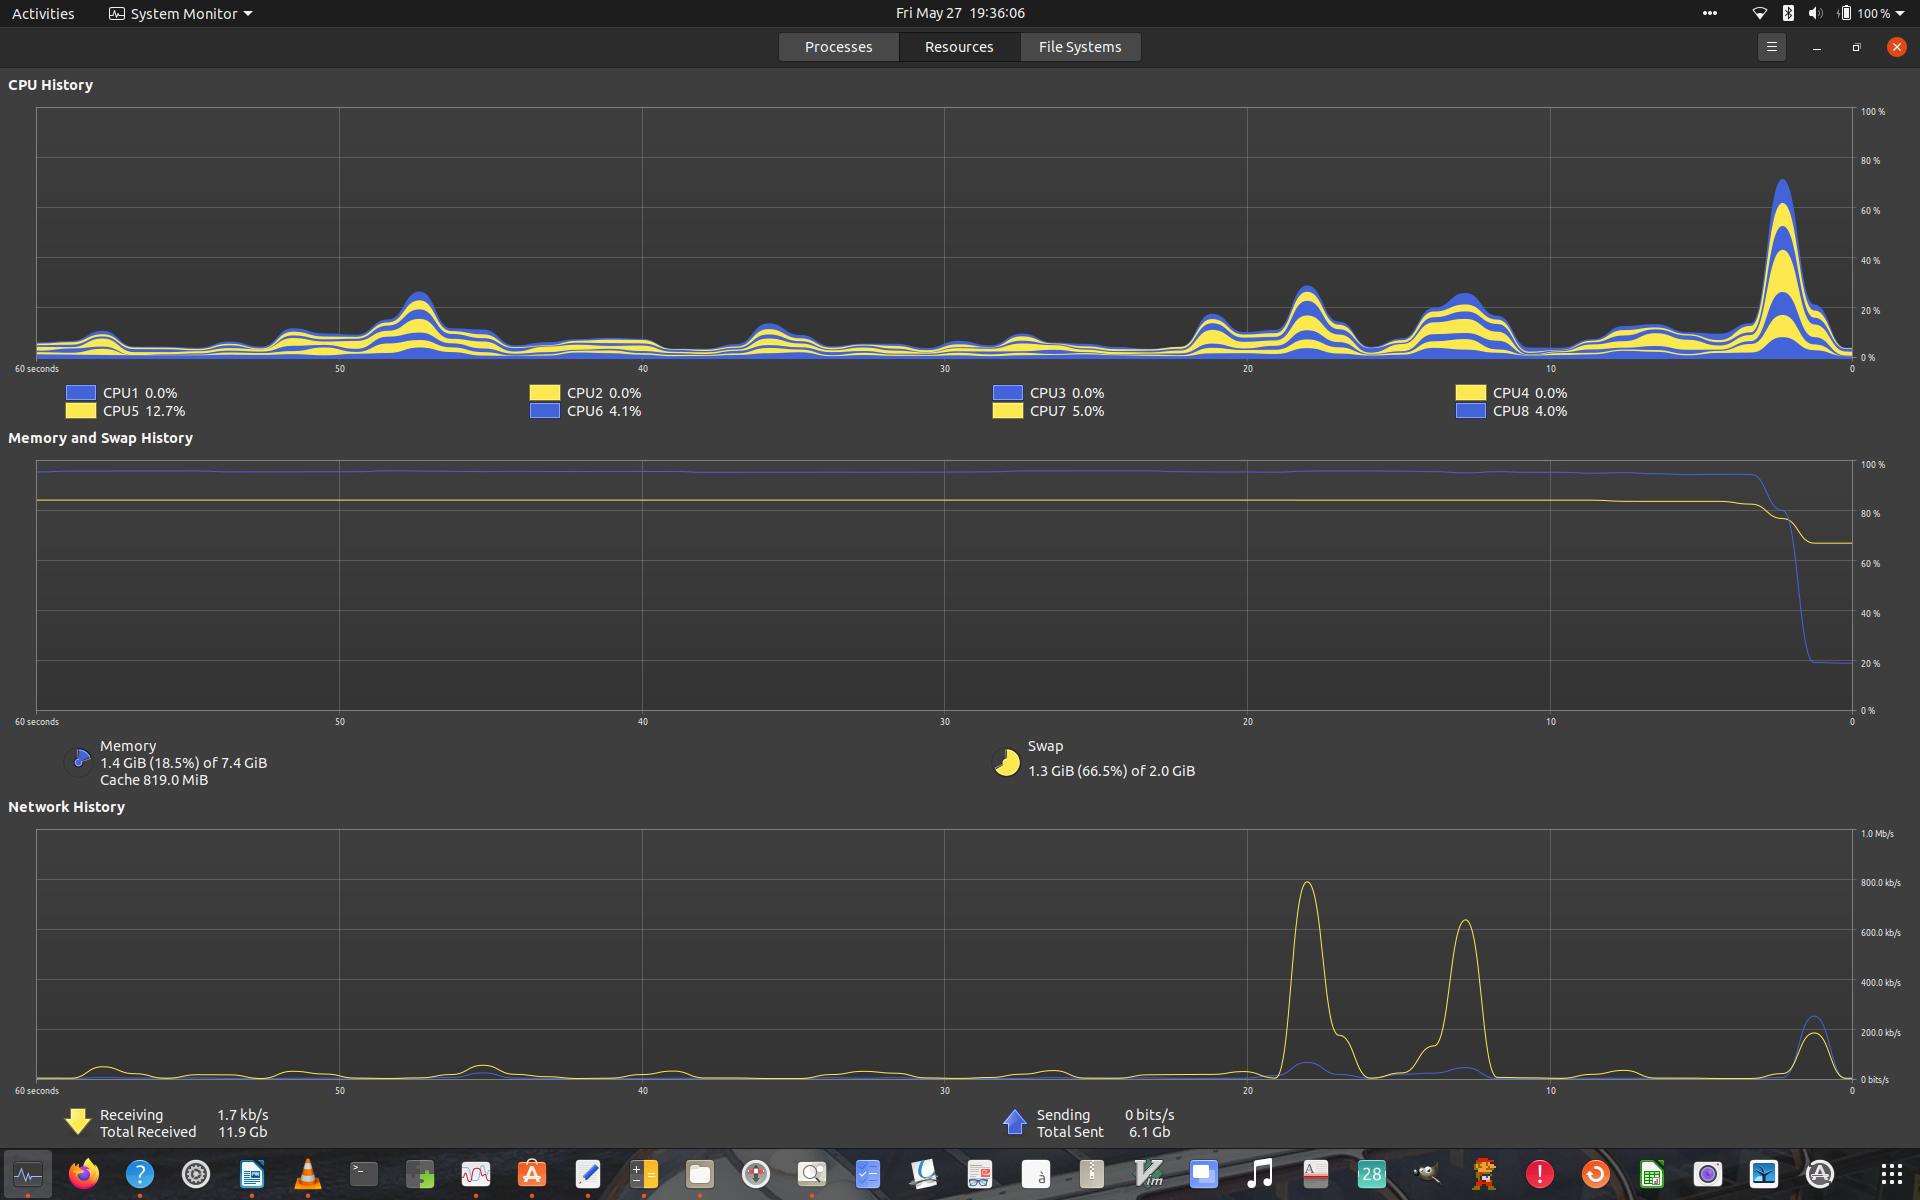 Activities System Monitor Fri May 27 19:36:06 100 %
Processes Resources File Systems
CPU History
100 %
80 %
60 %
40 %
20 %
0 %
60 seconds 50 40 30 20 10 0
CPU1 0.0% CPU2 0.0% CPU3 0.0% CPU4 0.0%
CPU5 12.7% CPU6 4.1% CPU7 5.0% CPU8 4.0%
Memory and Swap History
100 %
80 %
60 %
40 %
20 %
0 %
60 seconds 50 40 30 20 10 0
Memory
1.4 GiB (18.5%) of 7.4 GiB
Cache 819.0 MiB
Swap
1.3 GiB (66.5%) of 2.0 GiB
Network History
1.0 Mb/s
800.0 kb/s
600.0 kb/s
400.0 kb/s
200.0 kb/s
0 bits/s
60 seconds 50 40 30 20 10 0
Receiving 1.7 kb/s
Total Received 11.9 Gb
Sending 0 bits/s
Total Sent 6.1 Gb
? >_ à Vim A 28 !